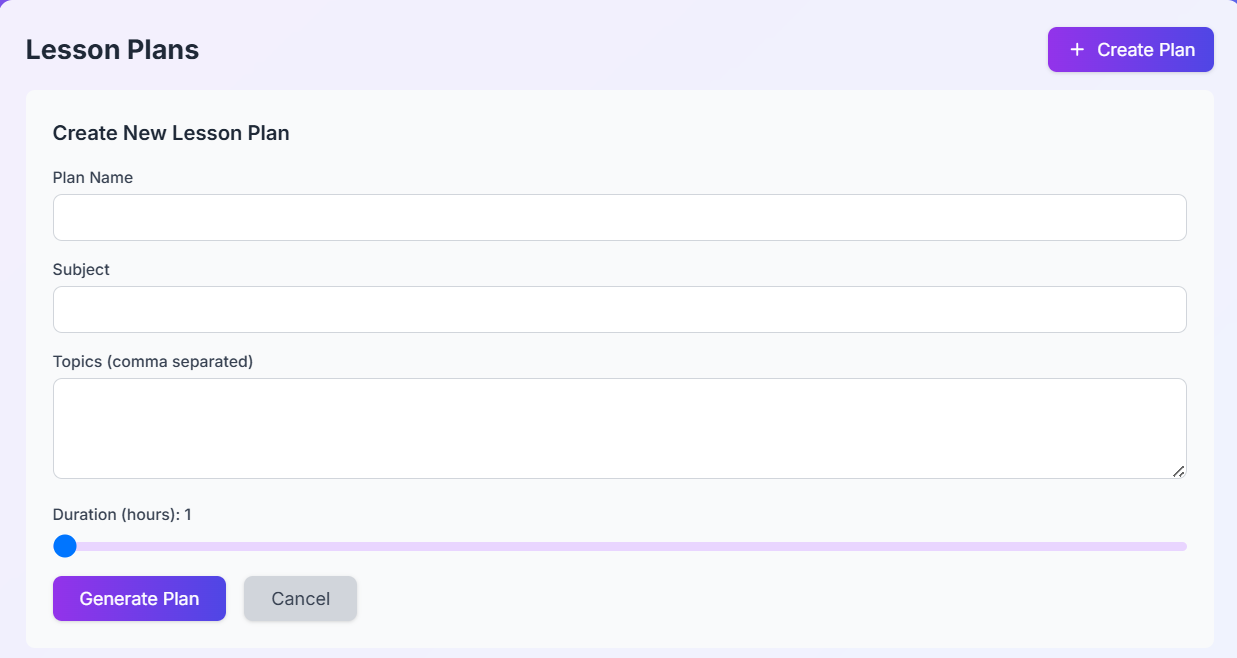 Lesson Plans
+ Create Plan
Create New Lesson Plan
Plan Name
Subject
Topics (comma separated)
Duration (hours): 1
Generate Plan
Cancel